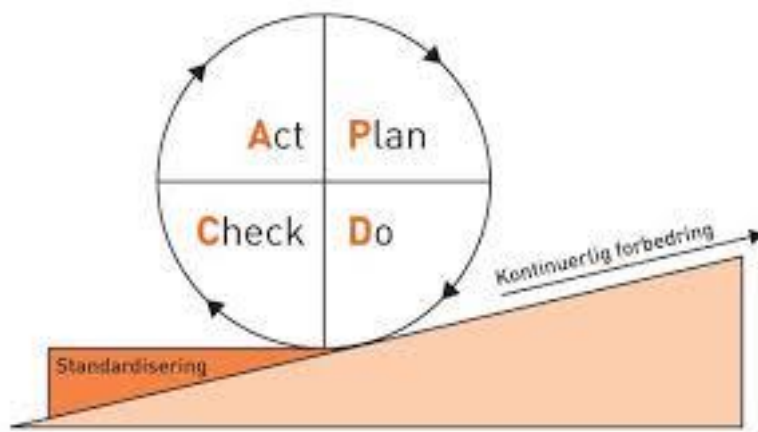 Act Plan
Check Do
Kontinuerlig forbedring
Standardisering